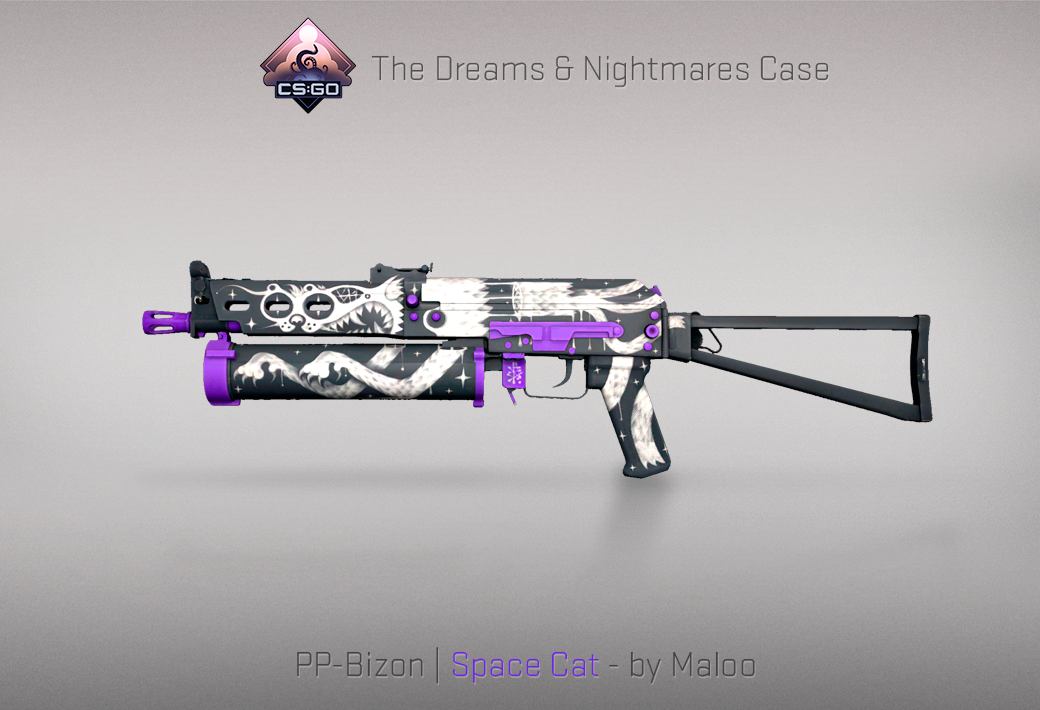 CS:GO
The Dreams & Nightmares Case
PP-Bizon | Space Cat - by Maloo